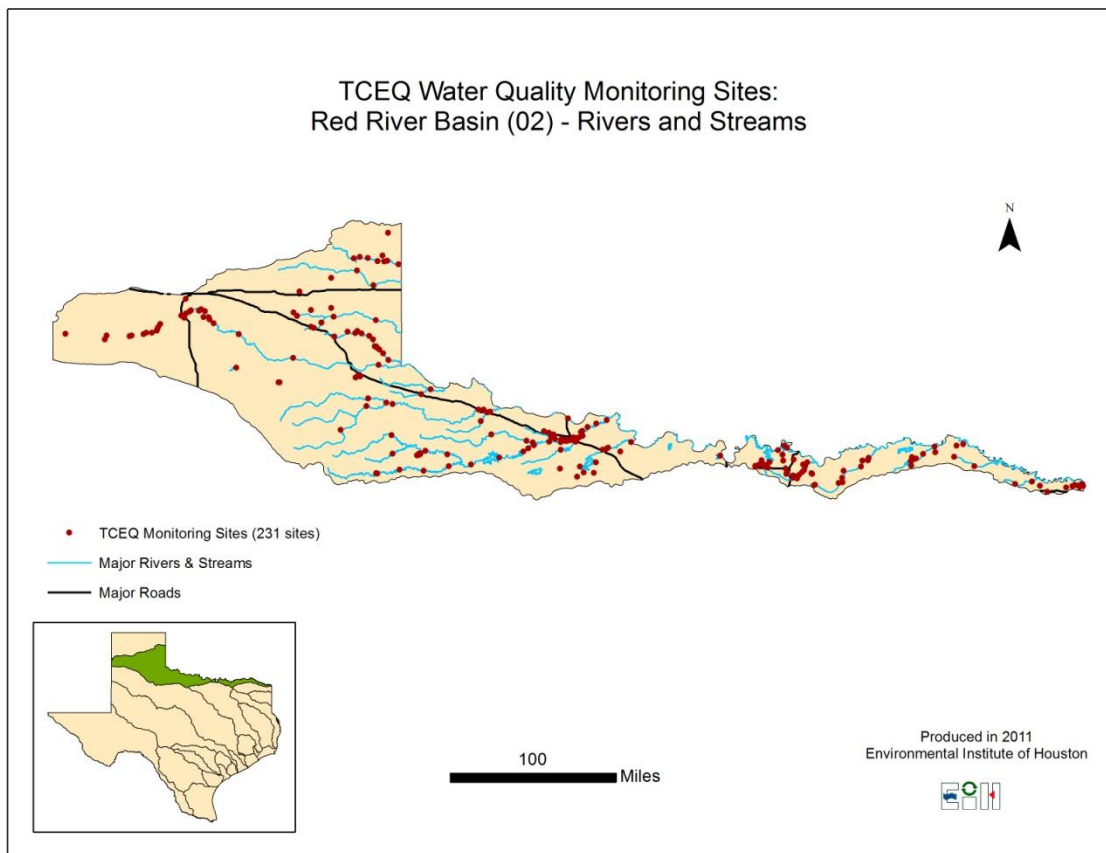 TCEQ Water Quality Monitoring Sites:
Red River Basin (02) - Rivers and Streams
N
TCEQ Monitoring Sites (231 sites)
Major Rivers & Streams
Major Roads
100
Miles
Produced in 2011
Environmental Institute of Houston
EIH